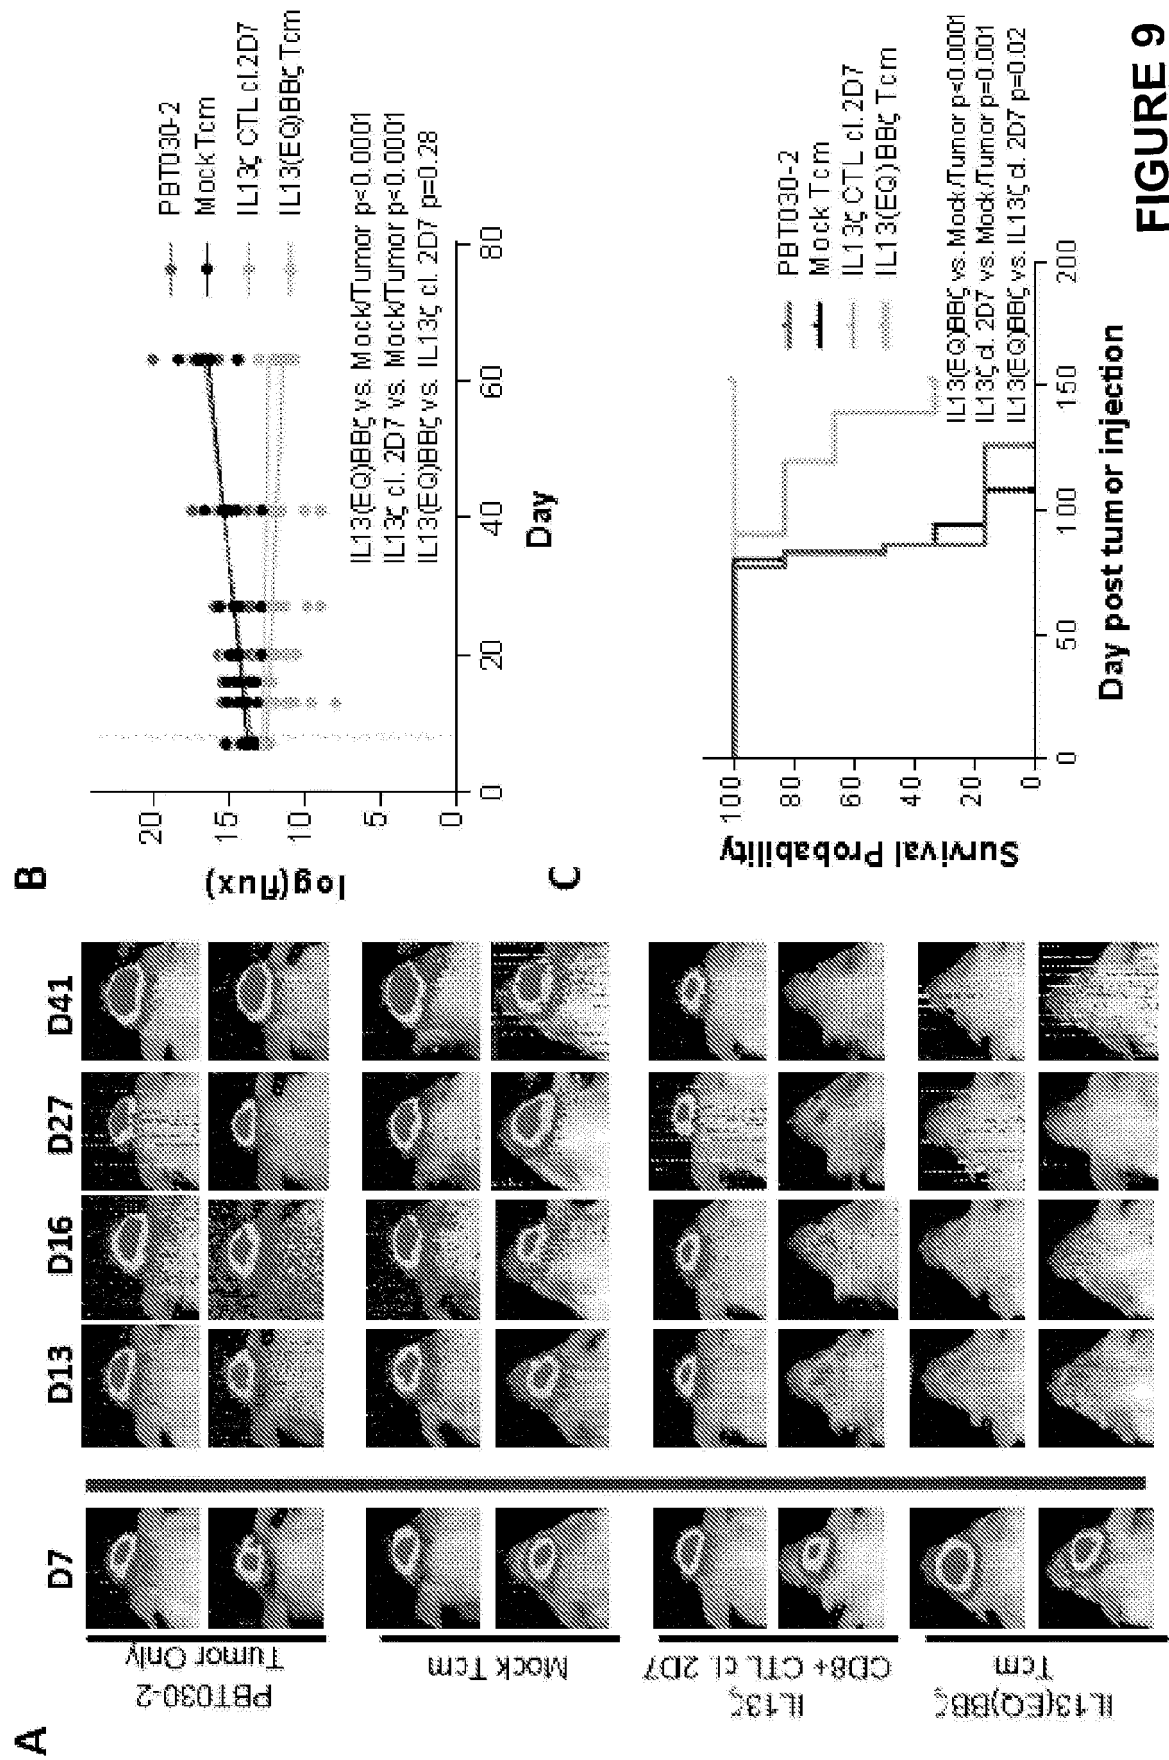 A
D7
D13
D16
D27
D41
PBT030-2
Tumor Only
Mock Tcm
IL13ζ
CD8+ CTL cl. 2D7
IL13(EQ)BBζ
Tcm
B
log(flux)
20
15
10
5
0
0
20
40
60
80
Day
PBT030-2
Mock Tcm
IL13ζ CTL cl.2D7
IL13(EQ)BBζ Tcm
IL13(EQ)BBζ vs. Mock/Tumor p<0.0001
IL13ζ cl. 2D7 vs. Mock/Tumor p<0.0001
IL13(EQ)BBζ vs. IL13ζ cl. 2D7 p=0.28
C
Survival Probability
100
80
60
40
20
0
0
50
100
150
200
Day post tumor injection
PBT030-2
Mock Tcm
IL13ζ CTL cl. 2D7
IL13(EQ)BBζ Tcm
IL13(EQ)BBζ vs. Mock/Tumor p<0.0001
IL13ζ cl. 2D7 vs. Mock/Tumor p=0.001
IL13(EQ)BBζ vs. IL13ζ cl. 2D7 p=0.02
FIGURE 9